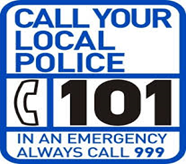 CALL YOUR
LOCAL
POLICE
101
IN AN EMERGENCY
ALWAYS CALL 999